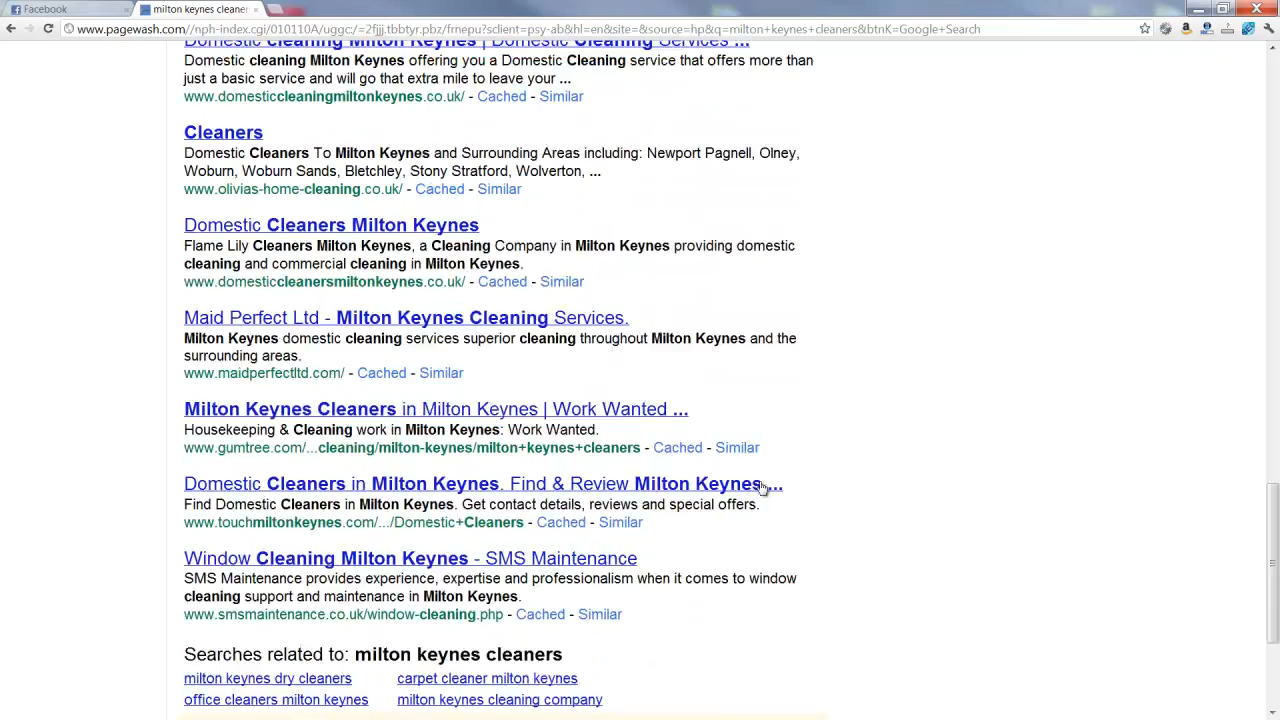 Facebook
milton keynes cleaners
www.pagewash.com//nph-index.cgi/010110A/uggc:/=2fjjj.tbbtyr.pbz/frnepu?sclient=psy-ab&hl=en&site=&source=hp&q=milton+keynes+cleaners&btnK=Google+Search
Domestic cleaning Milton Keynes | Domestic Cleaning Services ...
Domestic cleaning Milton Keynes offering you a Domestic Cleaning service that offers more than
just a basic service and will go that extra mile to leave your ...
www.domesticcleaningmiltonkeynes.co.uk/ - Cached - Similar
Cleaners
Domestic Cleaners To Milton Keynes and Surrounding Areas including: Newport Pagnell, Olney,
Woburn, Woburn Sands, Bletchley, Stony Stratford, Wolverton, ...
www.olivias-home-cleaning.co.uk/ - Cached - Similar
Domestic Cleaners Milton Keynes
Flame Lily Cleaners Milton Keynes, a Cleaning Company in Milton Keynes providing domestic
cleaning and commercial cleaning in Milton Keynes.
www.domesticcleanersmiltonkeynes.co.uk/ - Cached - Similar
Maid Perfect Ltd - Milton Keynes Cleaning Services.
Milton Keynes domestic cleaning services superior cleaning throughout Milton Keynes and the
surrounding areas.
www.maidperfectltd.com/ - Cached - Similar
Milton Keynes Cleaners in Milton Keynes | Work Wanted ...
Housekeeping & Cleaning work in Milton Keynes: Work Wanted.
www.gumtree.com/...cleaning/milton-keynes/milton+keynes+cleaners - Cached - Similar
Domestic Cleaners in Milton Keynes. Find & Review Milton Keynes ...
Find Domestic Cleaners in Milton Keynes. Get contact details, reviews and special offers.
www.touchmiltonkeynes.com/.../Domestic+Cleaners - Cached - Similar
Window Cleaning Milton Keynes - SMS Maintenance
SMS Maintenance provides experience, expertise and professionalism when it comes to window
cleaning support and maintenance in Milton Keynes.
www.smsmaintenance.co.uk/window-cleaning.php - Cached - Similar
Searches related to: milton keynes cleaners
milton keynes dry cleaners carpet cleaner milton keynes
office cleaners milton keynes milton keynes cleaning company